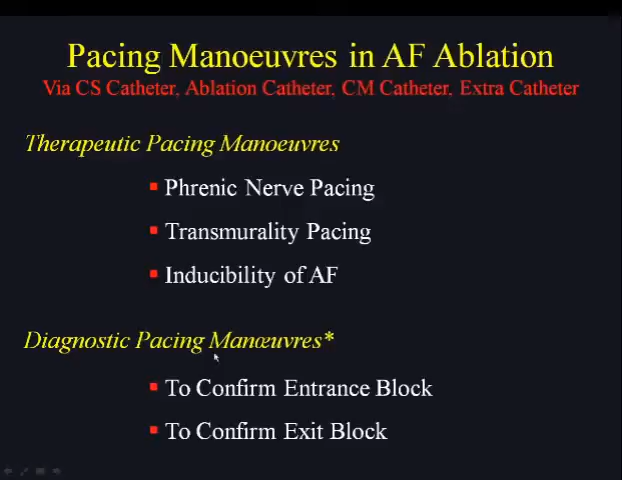 Pacing Manoeuvres in AF Ablation
Via CS Catheter, Ablation Catheter, CM Catheter, Extra Catheter
Therapeutic Pacing Manoeuvres
Phrenic Nerve Pacing
Transmurality Pacing
Inducibility of AF
Diagnostic Pacing Manœuvres*
To Confirm Entrance Block
To Confirm Exit Block